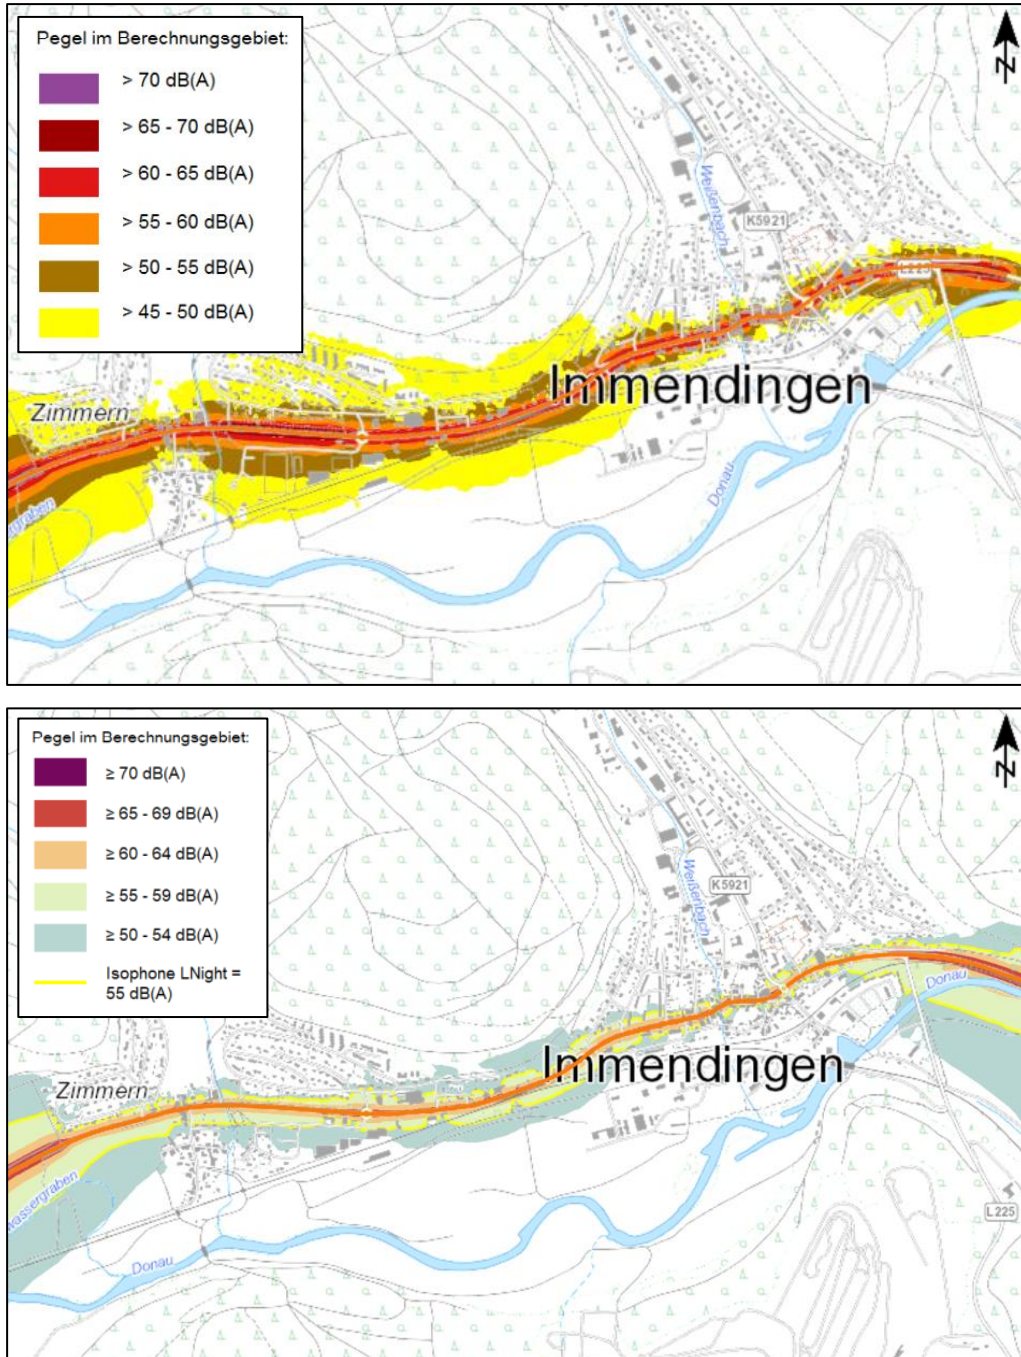 Pegel im Berechnungsgebiet:
> 70 dB(A)
> 65 - 70 dB(A)
> 60 - 65 dB(A)
> 55 - 60 dB(A)
> 50 - 55 dB(A)
> 45 - 50 dB(A)
N
Weißenbach
K5921
L225
Immendingen
Zimmern
Donau
Pegel im Berechnungsgebiet:
≥ 70 dB(A)
≥ 65 - 69 dB(A)
≥ 60 - 64 dB(A)
≥ 55 - 59 dB(A)
≥ 50 - 54 dB(A)
Isophone LNight =
55 dB(A)
N
Weißenbach
K5921
Donau
Immendingen
Zimmern
wassergraben
L225
Donau